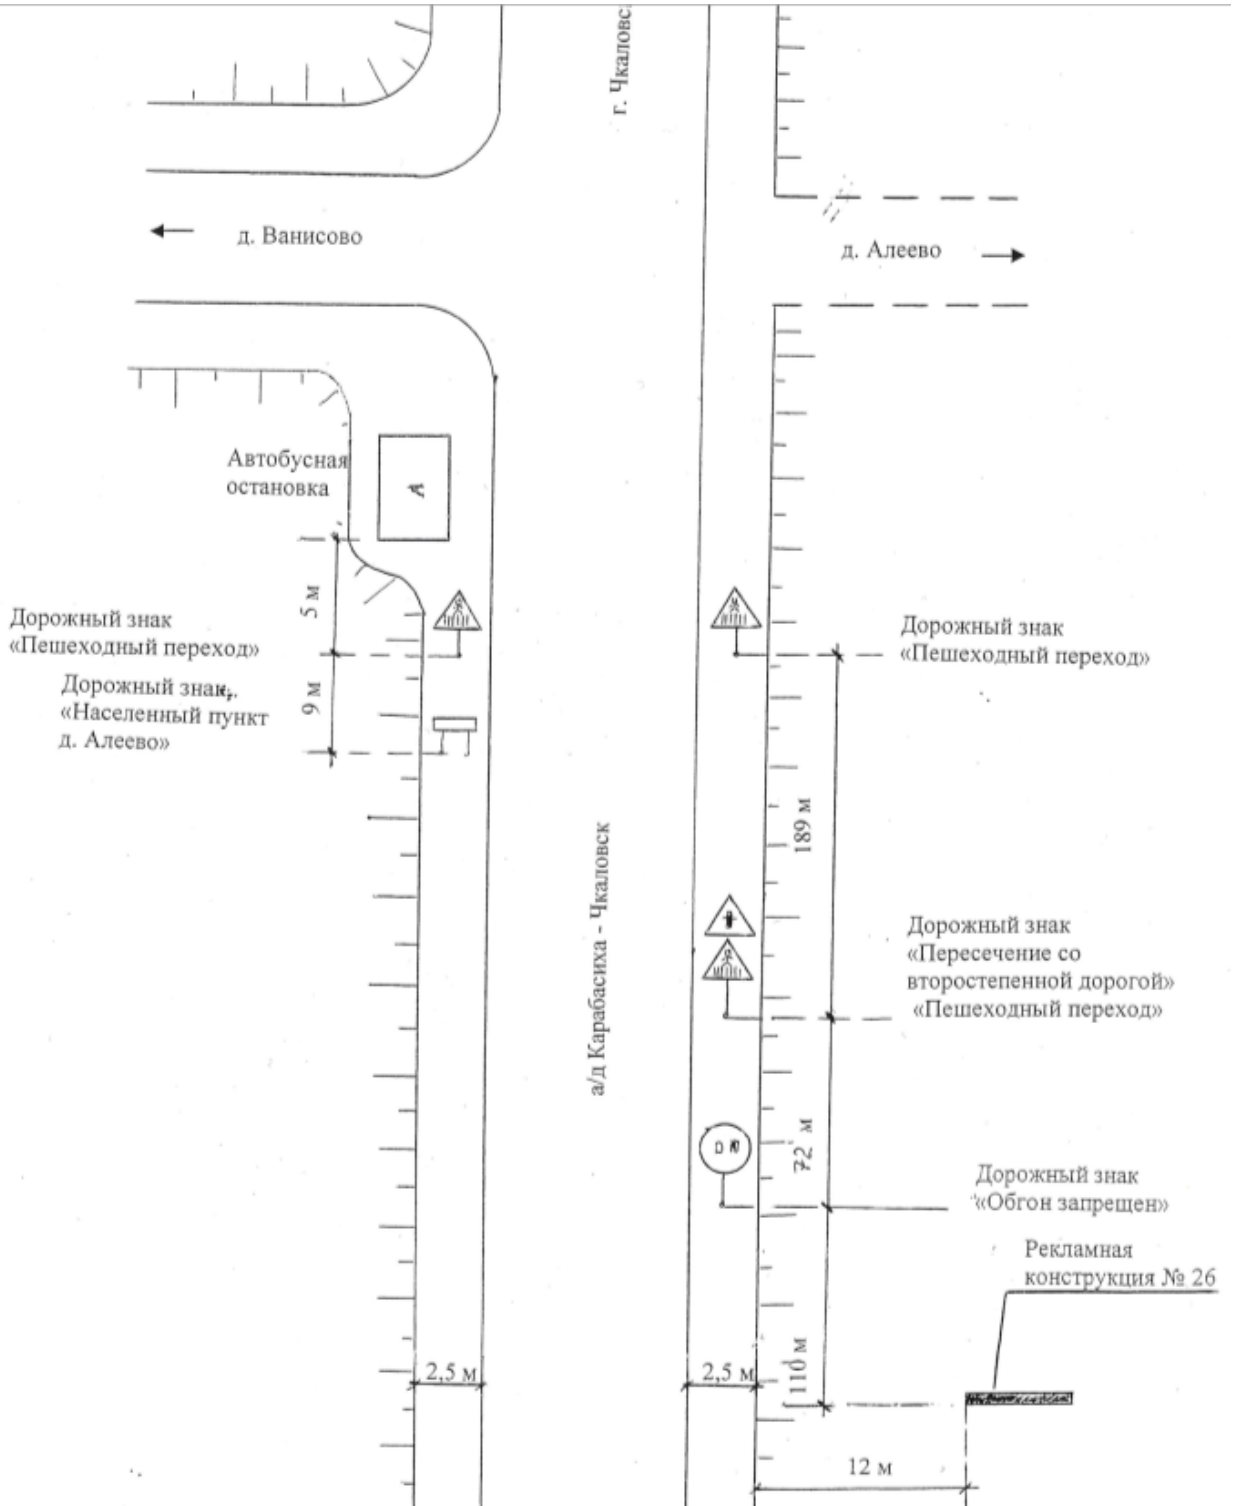 г. Чкаловс
д. Ванисово
д. Алеево
Автобусная
остановка
А
5 м
Дорожный знак
«Пешеходный переход»
Дорожный знак
«Пешеходный переход»
Дорожный знак
«Населенный пункт
д. Алеево»
9 м
189 м
а/д Карабасиха - Чкаловск
Дорожный знак
«Пересечение со
второстепенной дорогой»
«Пешеходный переход»
72 м
Дорожный знак
«Обгон запрещен»
Рекламная
конструкция № 26
2,5 м
2,5 м
110 м
12 м